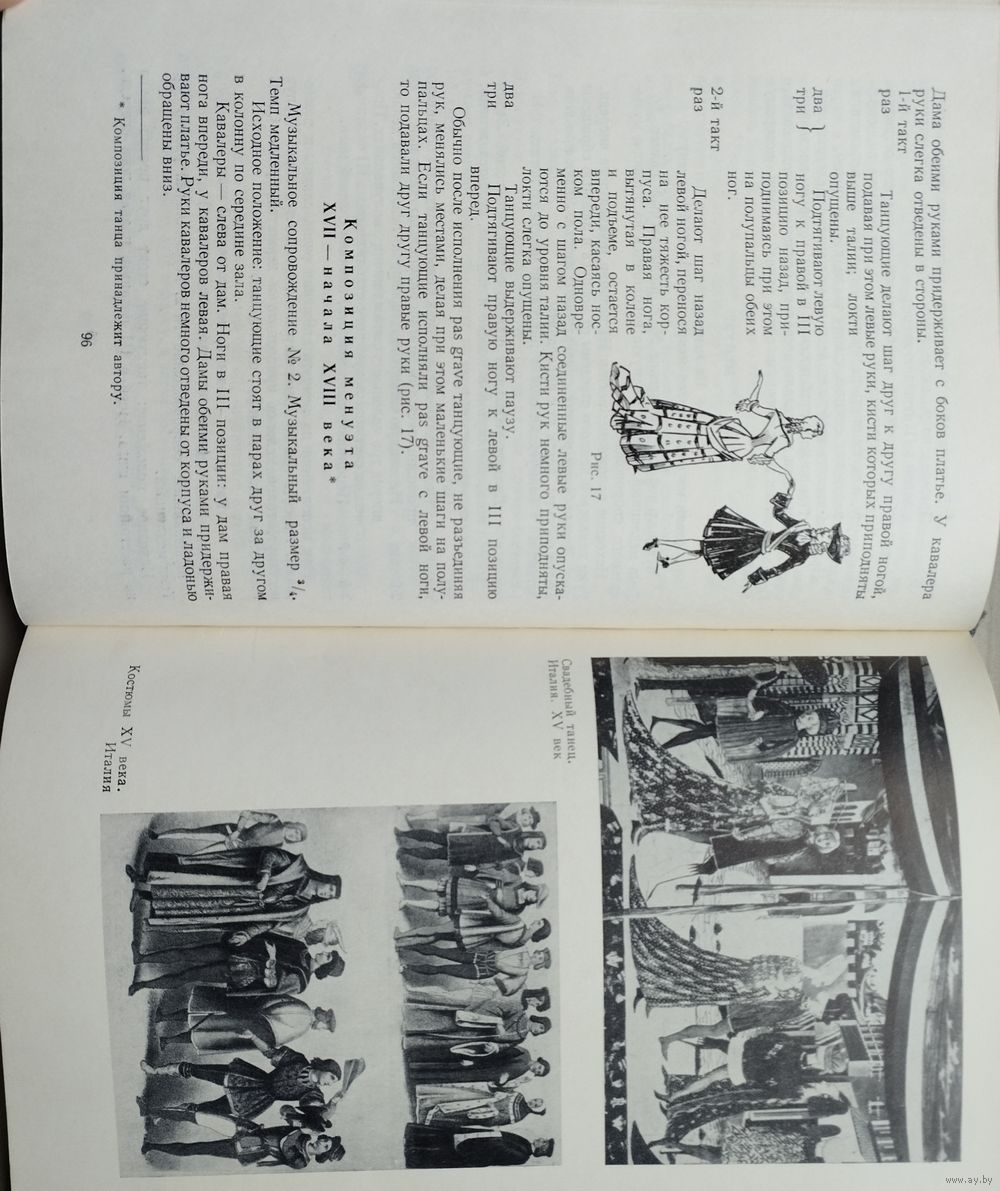 Дама обеими руками придерживает с боков платье. У кавалера
руки слегка отведены в стороны.
1-й такт
раз Танцующие делают шаг друг к другу правой ногой,
подавая при этом левые руки, кисти которых приподняты
выше талии; локти
опущены.
два } Подтягивают левую
три } ногу к правой в III
позицию назад, при-
поднимаясь при этом
на полупальцы обеих
ног.
2-й такт
раз Делают шаг назад
левой ногой, перенося
на нее тяжесть кор-
пуса. Правая нога,
вытянутая в колене
и подъеме, остается
впереди, касаясь нос-
ком пола. Одновре-
менно с шагом назад соединенные левые руки опуска-
ются до уровня талии. Кисти рук немного приподняты,
локти слегка опущены.
Рис. 17
два Танцующие выдерживают паузу.
три Подтягивают правую ногу к левой в III позицию
вперед.
Обычно после исполнения pas grave танцующие, не разъединяя
рук, менялись местами, делая при этом маленькие шаги на полу-
пальцах. Если танцующие исполняли pas grave с левой ноги,
то подавали друг другу правые руки (рис. 17).
Композиция менуэта
XVII — начала XVIII века *
Музыкальное сопровождение № 2. Музыкальный размер 3/4.
Темп медленный.
Исходное положение: танцующие стоят в парах друг за другом
в колонну по середине зала.
Кавалеры — слева от дам. Ноги в III позиции: у дам правая
нога впереди, у кавалеров левая. Дамы обеими руками придержи-
вают платье. Руки кавалеров немного отведены от корпуса и ладонью
обращены вниз.
* Композиция танца принадлежит автору.
96
Свадебный танец.
Италия. XV век
Костюмы XV века.
Италия
www.ay.by